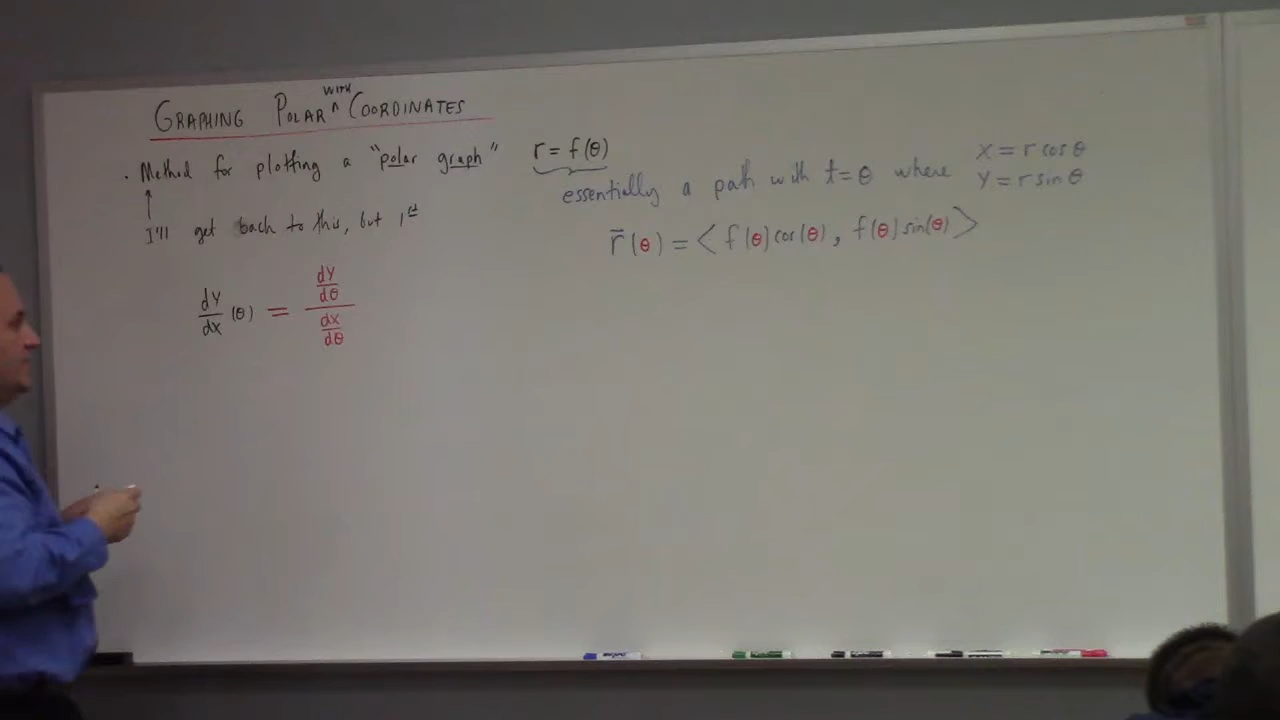 GRAPHING POLAR ^WITH COORDINATES
• Method for plotting a "polar graph" r = f(θ)
essentially a path with t=θ where x = r cos θ
y = r sin θ
↑
I'll get back to this, but 1st
r⃗(θ) = ⟨ f(θ)cos(θ), f(θ)sin(θ) ⟩
dy/dx (θ) = (dy/dθ)/(dx/dθ)